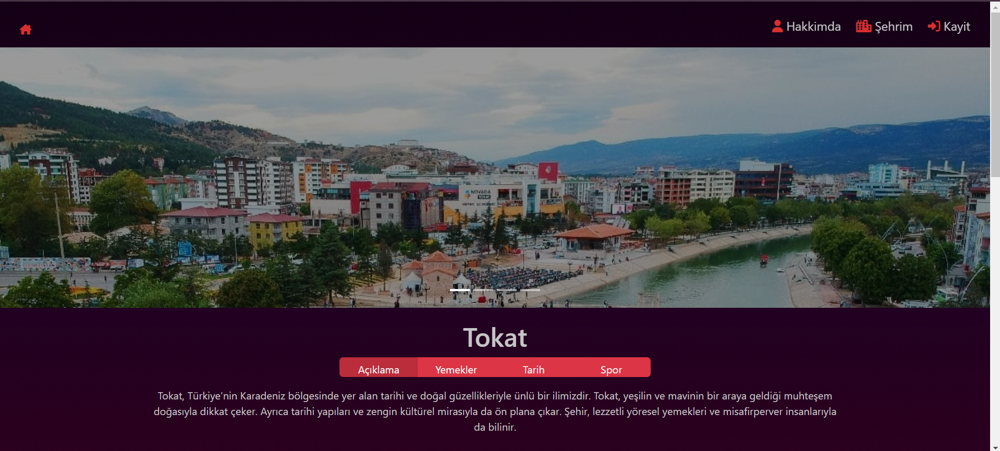 Hakkimda
Şehrim
Kayit
NOVADA
Tokat
Açıklama
Yemekler
Tarih
Spor
Tokat, Türkiye'nin Karadeniz bölgesinde yer alan tarihi ve doğal güzellikleriyle ünlü bir ilimizdir. Tokat, yeşilin ve mavinin bir araya geldiği muhteşem
doğasıyla dikkat çeker. Ayrıca tarihi yapıları ve zengin kültürel mirasıyla da ön plana çıkar. Şehir, lezzetli yöresel yemekleri ve misafirperver insanlarıyla
da bilinir.